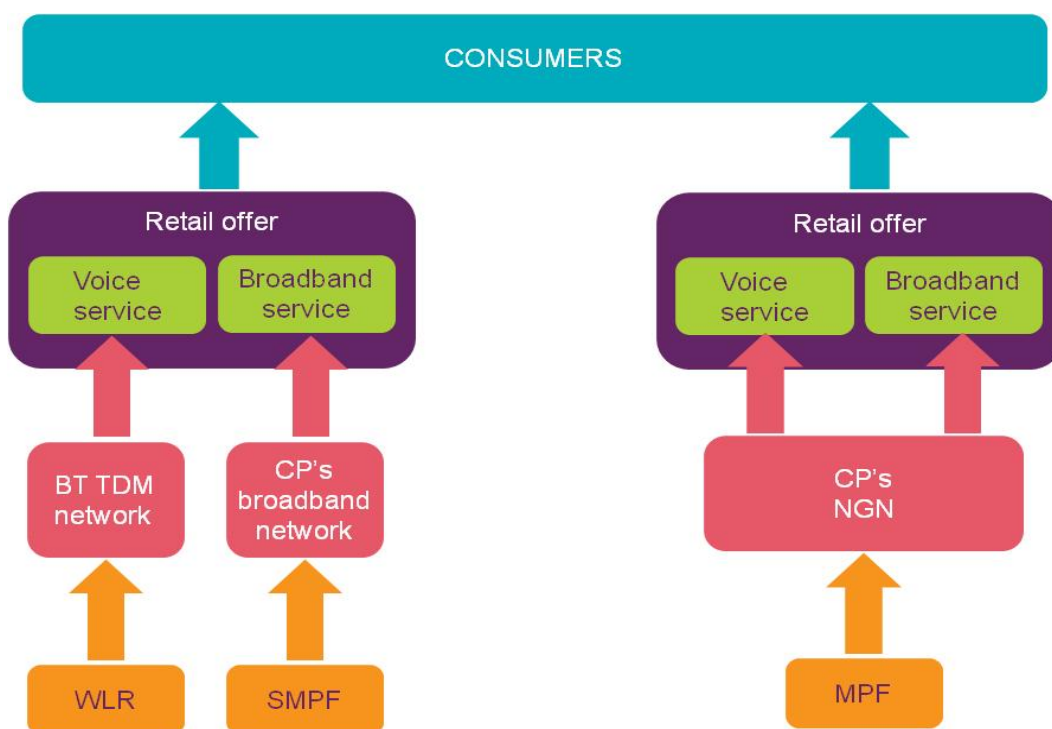 CONSUMERS
Retail offer
Voice
service
Broadband
service
Retail offer
Voice
service
Broadband
service
BT TDM
network
CP's
broadband
network
CP's
NGN
WLR
SMPF
MPF